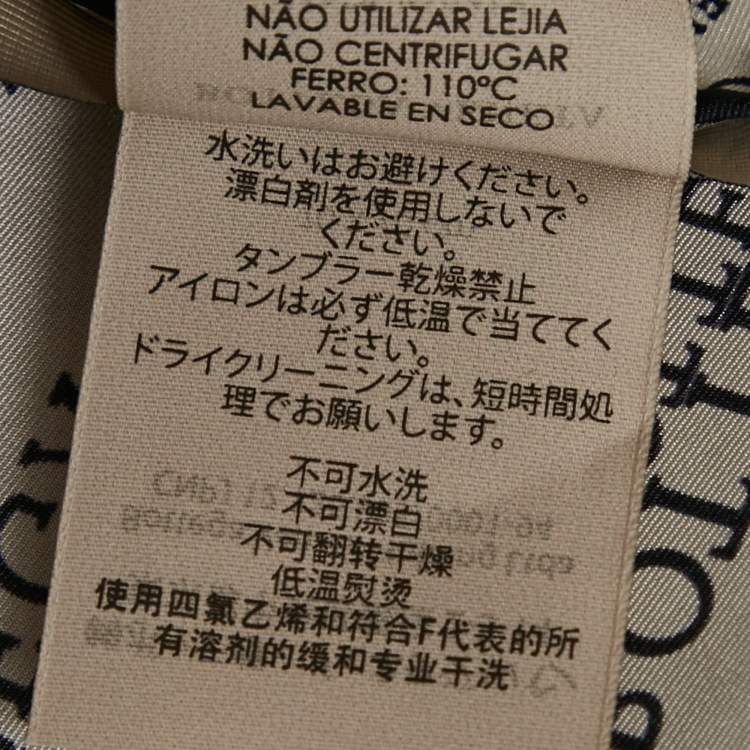 NÃO UTILIZAR LEJIA
NÃO CENTRIFUGAR
FERRO: 110ºC
LAVABLE EN SECO
水洗いはお避けください。
漂白剤を使用しないで
ください。
タンブラー乾燥禁止
アイロンは必ず低温で当ててく
ださい。
ドライクリーニングは、短時間処
理でお願いします。
不可水洗
不可漂白
不可翻转干燥
低温熨烫
使用四氯乙烯和符合F代表的所
有溶剂的缓和专业干洗